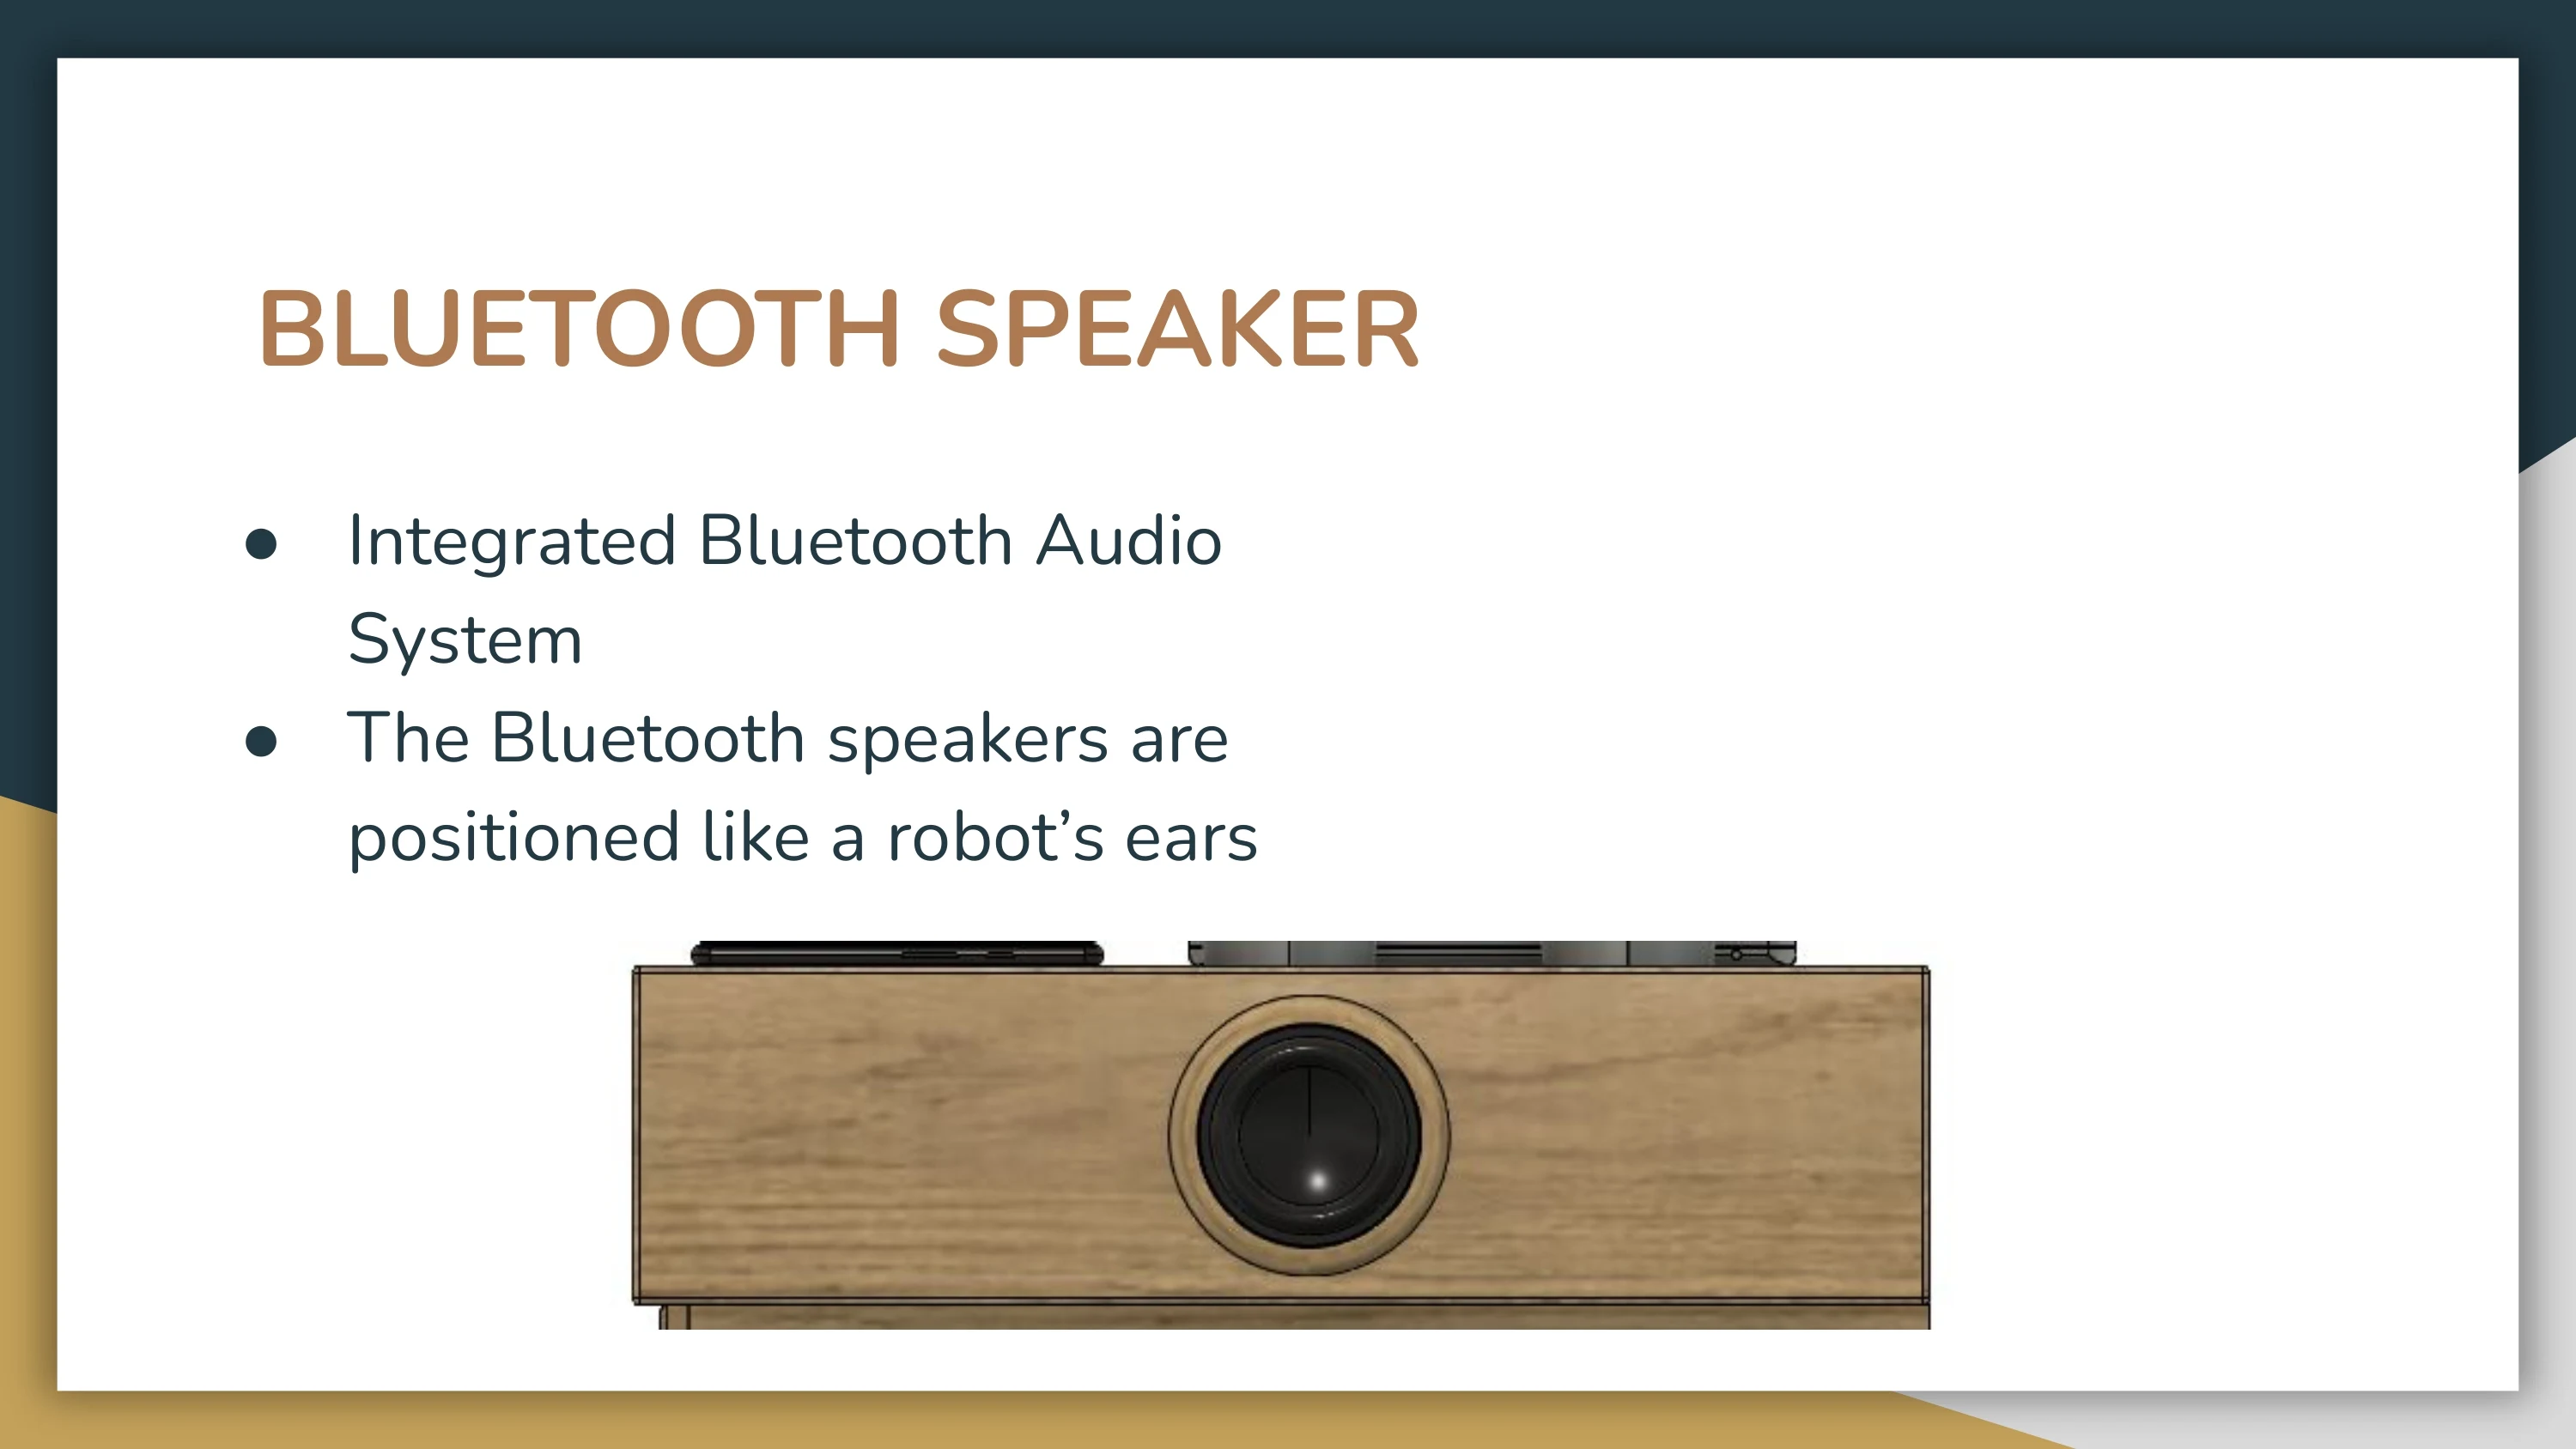 BLUETOOTH SPEAKER
● Integrated Bluetooth Audio
System
● The Bluetooth speakers are
positioned like a robot’s ears